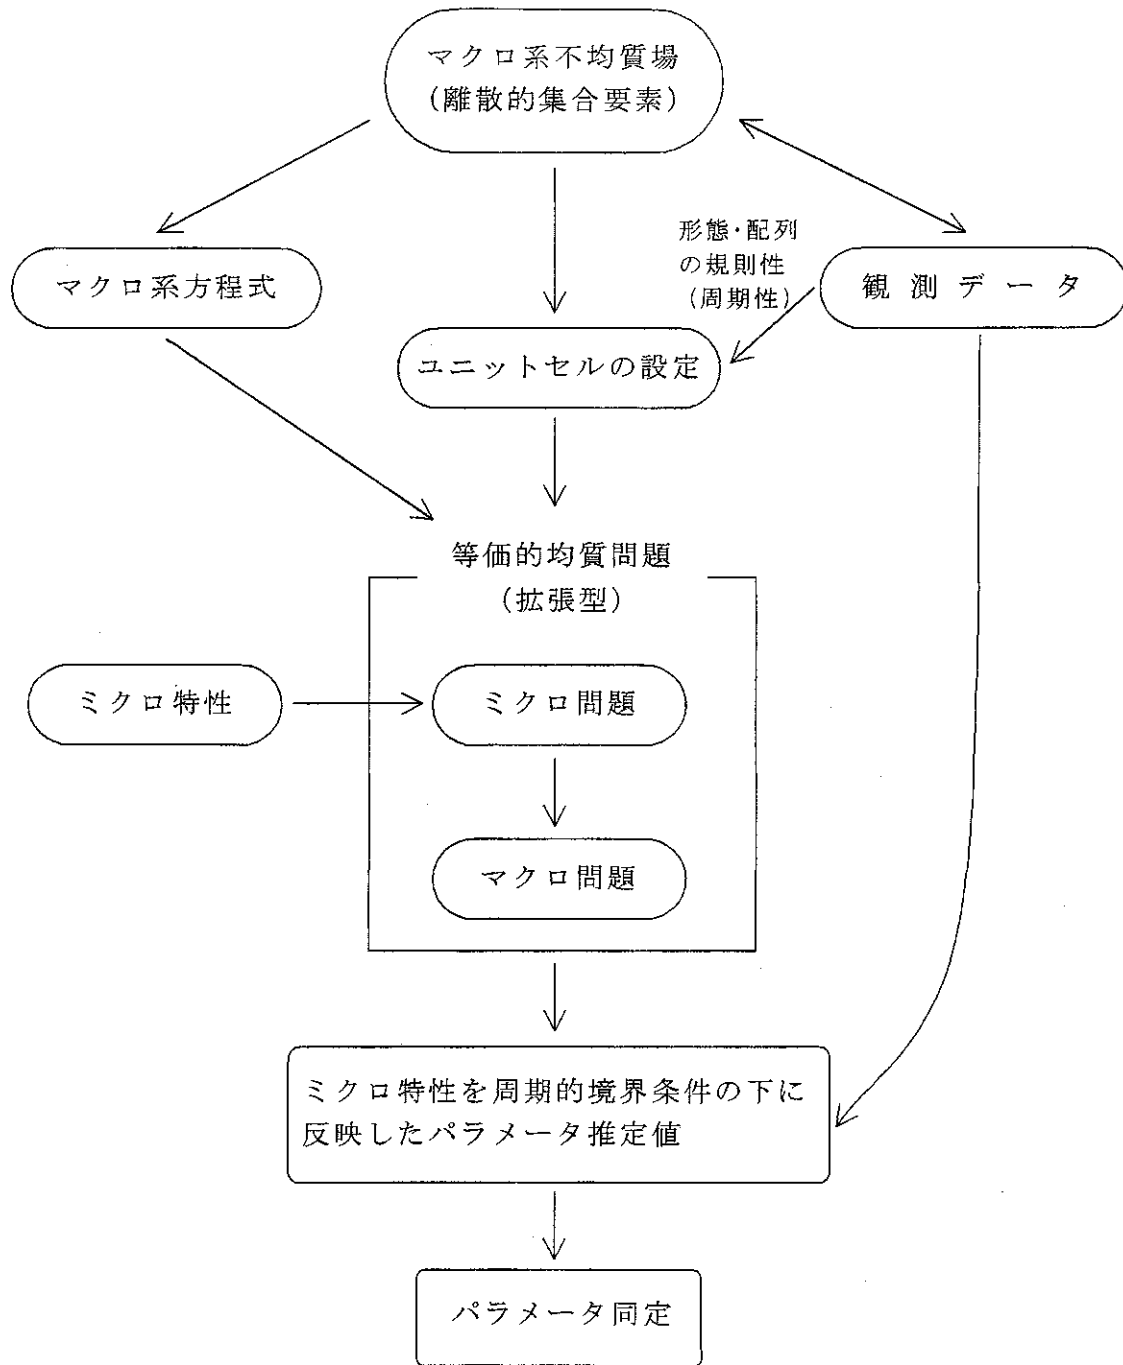 マクロ系不均質場
(離散的集合要素)
形態・配列
の規則性
(周期性)
マクロ系方程式
観測データ
ユニットセルの設定
等価的均質問題
(拡張型)
ミクロ特性
ミクロ問題
マクロ問題
ミクロ特性を周期的境界条件の下に
反映したパラメータ推定値
パラメータ同定